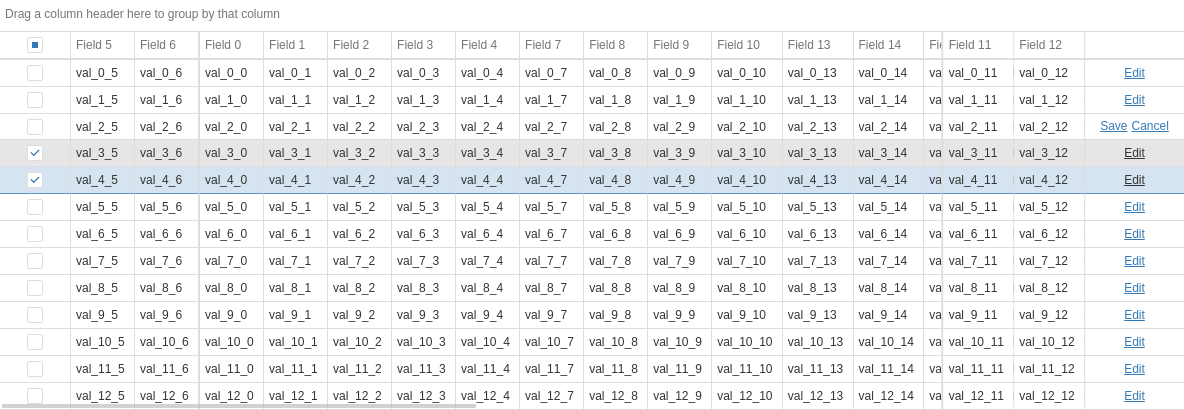 Drag a column header here to group by that column
Field 5 Field 6 Field 0 Field 1 Field 2 Field 3 Field 4 Field 7 Field 8 Field 9 Field 10 Field 13 Field 14 Fie Field 11 Field 12
val_0_5 val_0_6 val_0_0 val_0_1 val_0_2 val_0_3 val_0_4 val_0_7 val_0_8 val_0_9 val_0_10 val_0_13 val_0_14 va val_0_11 val_0_12 Edit
val_1_5 val_1_6 val_1_0 val_1_1 val_1_2 val_1_3 val_1_4 val_1_7 val_1_8 val_1_9 val_1_10 val_1_13 val_1_14 va val_1_11 val_1_12 Edit
val_2_5 val_2_6 val_2_0 val_2_1 val_2_2 val_2_3 val_2_4 val_2_7 val_2_8 val_2_9 val_2_10 val_2_13 val_2_14 va val_2_11 val_2_12 Save Cancel
val_3_5 val_3_6 val_3_0 val_3_1 val_3_2 val_3_3 val_3_4 val_3_7 val_3_8 val_3_9 val_3_10 val_3_13 val_3_14 va val_3_11 val_3_12 Edit
val_4_5 val_4_6 val_4_0 val_4_1 val_4_2 val_4_3 val_4_4 val_4_7 val_4_8 val_4_9 val_4_10 val_4_13 val_4_14 va val_4_11 val_4_12 Edit
val_5_5 val_5_6 val_5_0 val_5_1 val_5_2 val_5_3 val_5_4 val_5_7 val_5_8 val_5_9 val_5_10 val_5_13 val_5_14 va val_5_11 val_5_12 Edit
val_6_5 val_6_6 val_6_0 val_6_1 val_6_2 val_6_3 val_6_4 val_6_7 val_6_8 val_6_9 val_6_10 val_6_13 val_6_14 va val_6_11 val_6_12 Edit
val_7_5 val_7_6 val_7_0 val_7_1 val_7_2 val_7_3 val_7_4 val_7_7 val_7_8 val_7_9 val_7_10 val_7_13 val_7_14 va val_7_11 val_7_12 Edit
val_8_5 val_8_6 val_8_0 val_8_1 val_8_2 val_8_3 val_8_4 val_8_7 val_8_8 val_8_9 val_8_10 val_8_13 val_8_14 va val_8_11 val_8_12 Edit
val_9_5 val_9_6 val_9_0 val_9_1 val_9_2 val_9_3 val_9_4 val_9_7 val_9_8 val_9_9 val_9_10 val_9_13 val_9_14 va val_9_11 val_9_12 Edit
val_10_5 val_10_6 val_10_0 val_10_1 val_10_2 val_10_3 val_10_4 val_10_7 val_10_8 val_10_9 val_10_10 val_10_13 val_10_14 va val_10_11 val_10_12 Edit
val_11_5 val_11_6 val_11_0 val_11_1 val_11_2 val_11_3 val_11_4 val_11_7 val_11_8 val_11_9 val_11_10 val_11_13 val_11_14 va val_11_11 val_11_12 Edit
val_12_5 val_12_6 val_12_0 val_12_1 val_12_2 val_12_3 val_12_4 val_12_7 val_12_8 val_12_9 val_12_10 val_12_13 val_12_14 va val_12_11 val_12_12 Edit